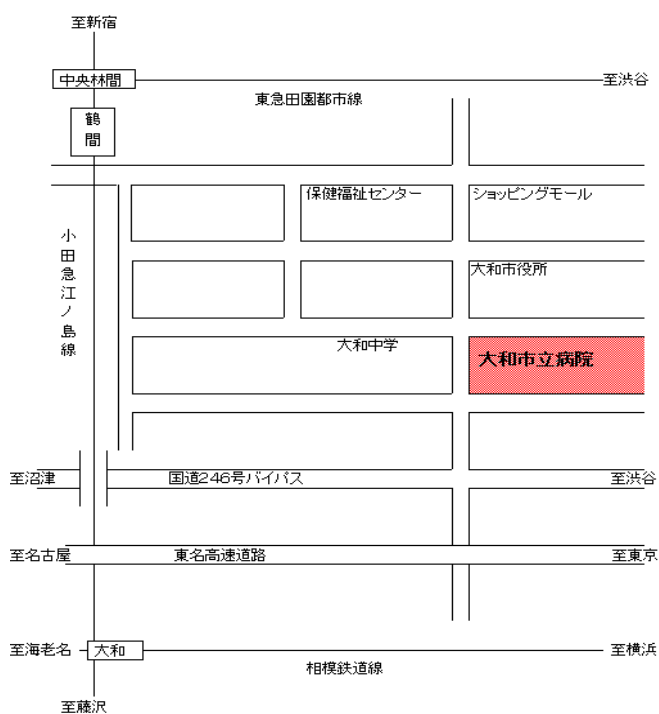 至新宿
中央林間
至渋谷
東急田園都市線
鶴間
保健福祉センター
ショッピングモール
小田急江ノ島線
大和市役所
大和中学
大和市立病院
至沼津
国道246号バイパス
至渋谷
至名古屋
東名高速道路
至東京
至海老名
大和
至横浜
相模鉄道線
至藤沢